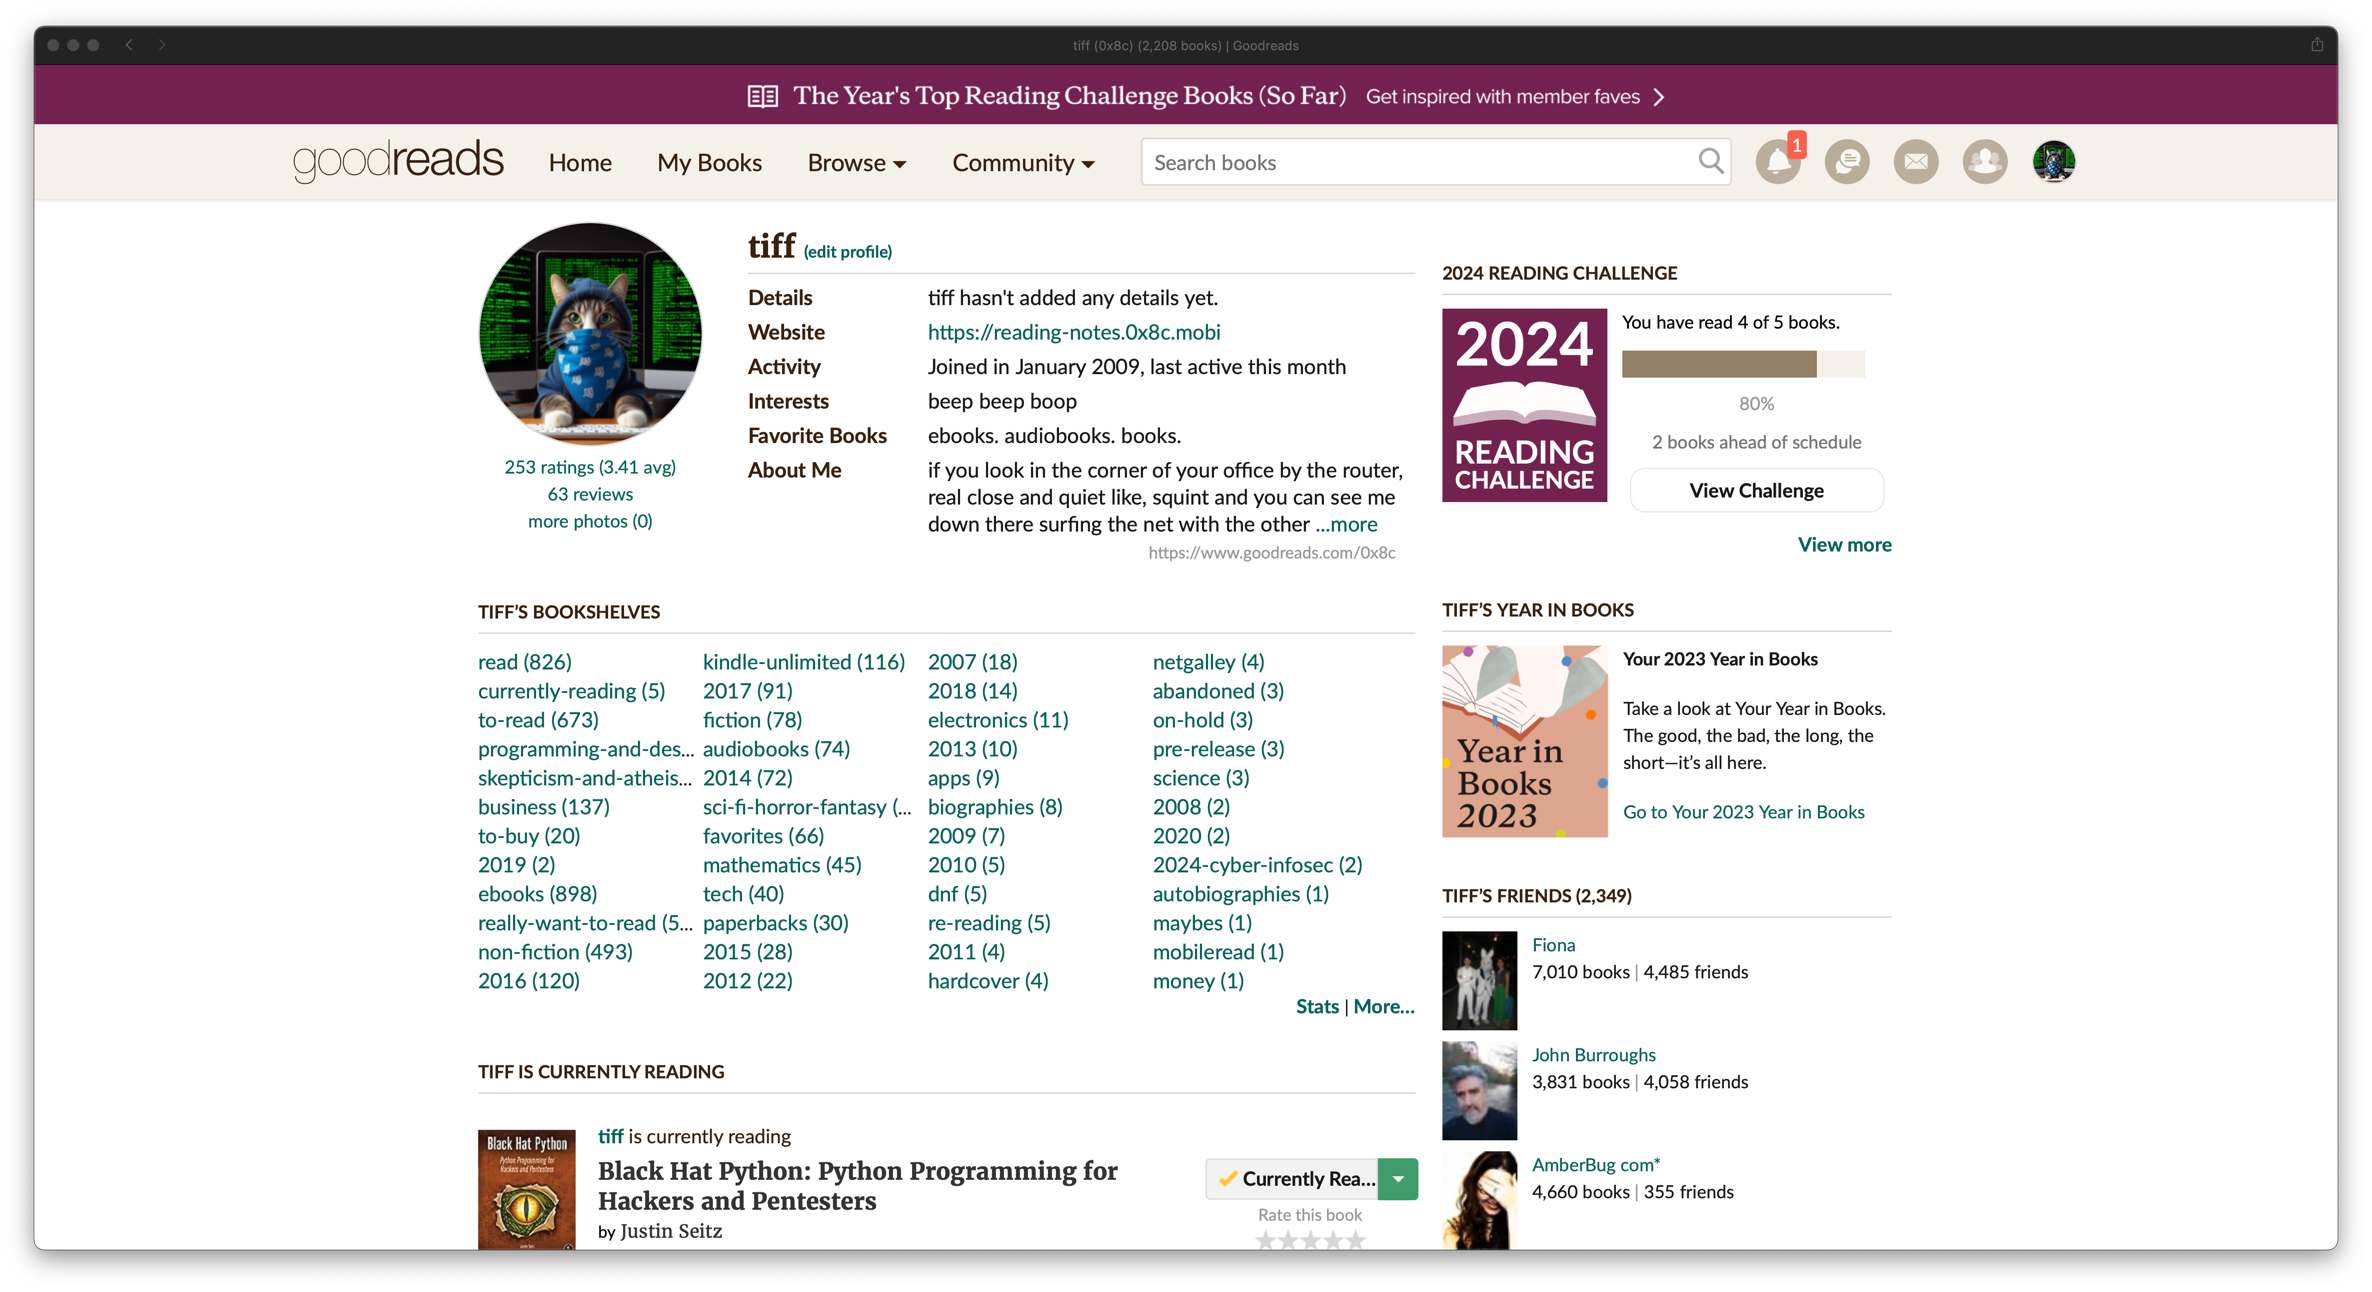 tiff (0x8c) (2,208 books) | Goodreads
The Year's Top Reading Challenge Books (So Far) Get inspired with member faves
goodreads Home My Books Browse Community Search books 1
tiff (edit profile)
Details tiff hasn't added any details yet.
Website https://reading-notes.0x8c.mobi
Activity Joined in January 2009, last active this month
Interests beep beep boop
Favorite Books ebooks. audiobooks. books.
About Me if you look in the corner of your office by the router,
real close and quiet like, squint and you can see me
down there surfing the net with the other ...more
https://www.goodreads.com/0x8c
253 ratings (3.41 avg)
63 reviews
more photos (0)
2024 READING CHALLENGE
2024
READING
CHALLENGE
You have read 4 of 5 books.
80%
2 books ahead of schedule
View Challenge
View more
TIFF'S BOOKSHELVES
read (826)
currently-reading (5)
to-read (673)
programming-and-des...
skepticism-and-atheis...
business (137)
to-buy (20)
2019 (2)
ebooks (898)
really-want-to-read (5...
non-fiction (493)
2016 (120)
kindle-unlimited (116)
2017 (91)
fiction (78)
audiobooks (74)
2014 (72)
sci-fi-horror-fantasy (...
favorites (66)
mathematics (45)
tech (40)
paperbacks (30)
2015 (28)
2012 (22)
2007 (18)
2018 (14)
electronics (11)
2013 (10)
apps (9)
biographies (8)
2009 (7)
2010 (5)
dnf (5)
re-reading (5)
2011 (4)
hardcover (4)
netgalley (4)
abandoned (3)
on-hold (3)
pre-release (3)
science (3)
2008 (2)
2020 (2)
2024-cyber-infosec (2)
autobiographies (1)
maybes (1)
mobileread (1)
money (1)
Stats | More...
TIFF'S YEAR IN BOOKS
Year in
Books
2023
Your 2023 Year in Books
Take a look at Your Year in Books.
The good, the bad, the long, the
short—it's all here.
Go to Your 2023 Year in Books
TIFF'S FRIENDS (2,349)
Fiona
7,010 books | 4,485 friends
John Burroughs
3,831 books | 4,058 friends
AmberBug com*
4,660 books | 355 friends
TIFF IS CURRENTLY READING
Black Hat Python
Python Programming for
Hackers and Pentesters
tiff is currently reading
Black Hat Python: Python Programming for
Hackers and Pentesters
by Justin Seitz
Currently Rea...
Rate this book